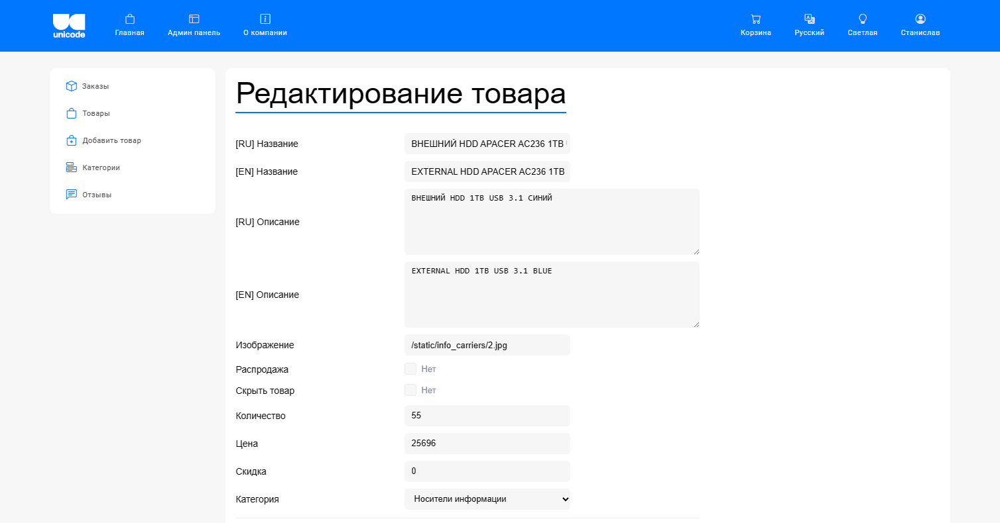 unicode
Главная
Админ панель
О компании
Корзина
Русский
Светлая
Станислав
Заказы
Товары
Добавить товар
Категории
Отзывы
Редактирование товара
[RU] Название
ВНЕШНИЙ HDD APACER AC236 1TB
[EN] Название
EXTERNAL HDD APACER AC236 1TB
[RU] Описание
ВНЕШНИЙ HDD 1TB USB 3.1 СИНИЙ
[EN] Описание
EXTERNAL HDD 1TB USB 3.1 BLUE
Изображение
/static/info_carriers/2.jpg
Распродажа
Нет
Скрыть товар
Нет
Количество
55
Цена
25696
Скидка
0
Категория
Носители информации